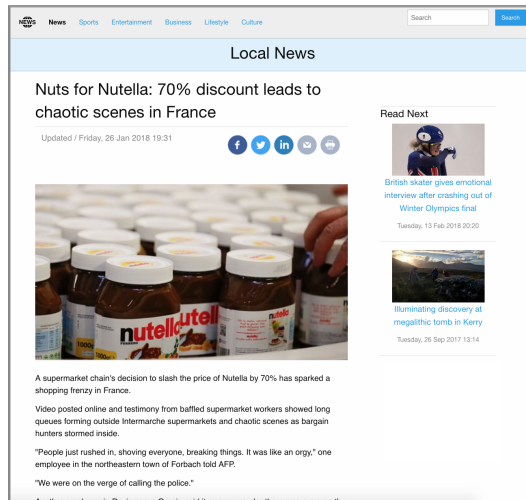 NEWS
News
Sports
Entertainment
Business
Lifestyle
Culture
Search
Search
Local News
Nuts for Nutella: 70% discount leads to
chaotic scenes in France
Updated / Friday, 26 Jan 2018 19:31
nutella
utell
nutella
1000g
A supermarket chain's decision to slash the price of Nutella by 70% has sparked a
shopping frenzy in France.
Video posted online and testimony from baffled supermarket workers showed long
queues forming outside Intermarche supermarkets and chaotic scenes as bargain
hunters stormed inside.
"People just rushed in, shoving everyone, breaking things. It was like an orgy," one
employee in the northeastern town of Forbach told AFP.
"We were on the verge of calling the police."
Read Next
British skater gives emotional
interview after crashing out of
Winter Olympics final
Tuesday, 13 Feb 2018 20:20
Illuminating discovery at
megalithic tomb in Kerry
Tuesday, 26 Sep 2017 13:14